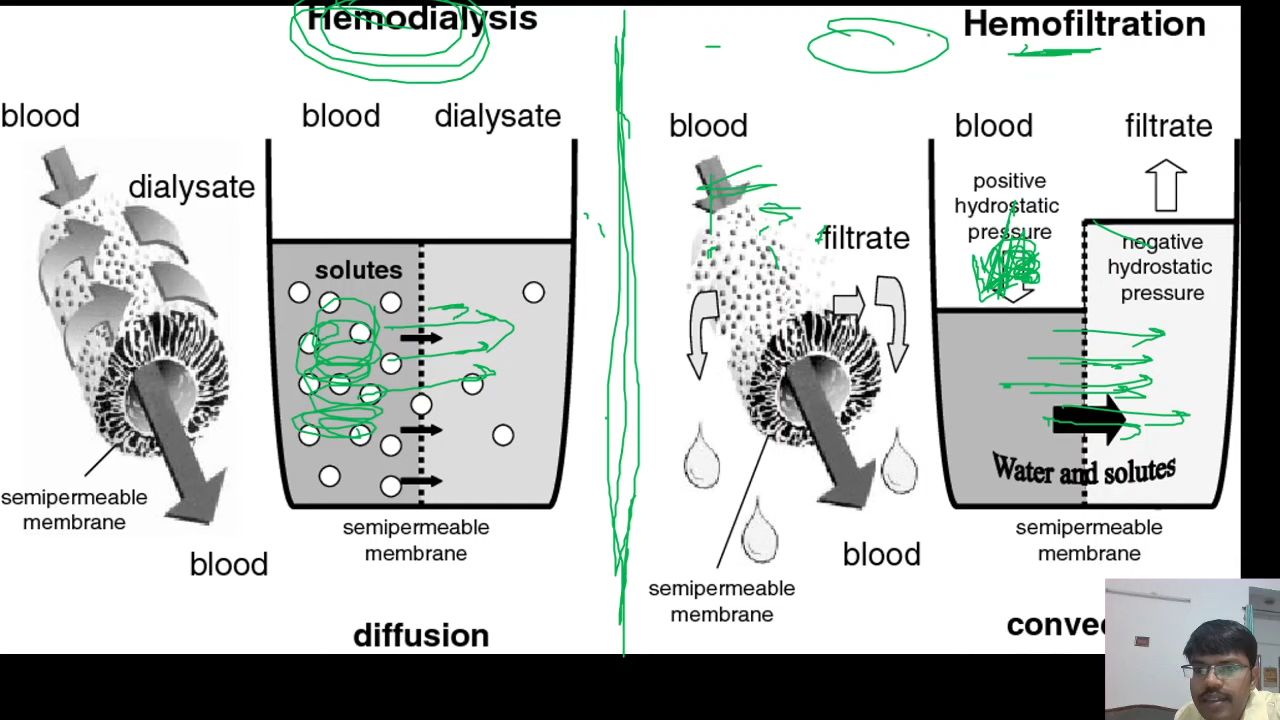 Hemodialysis
blood
blood
dialysate
dialysate
solutes
semipermeable
membrane
blood
semipermeable
membrane
diffusion
Hemofiltration
blood
blood
filtrate
positive
hydrostatic
pressure
filtrate
negative
hydrostatic
pressure
Water and solutes
semipermeable
membrane
blood
semipermeable
membrane
convec